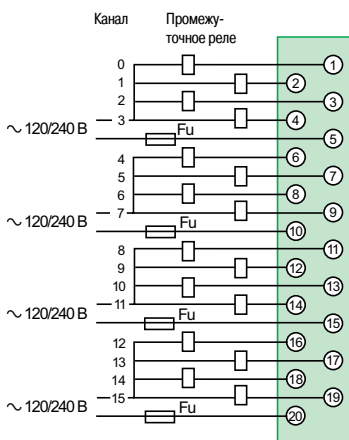 Канал Промежу-
точное реле
0 1
1 2
2 3
3 4
~ 120/240 В Fu 5
4 6
5 7
6 8
7 9
~ 120/240 В Fu 10
8 11
9 12
10 13
11 14
~ 120/240 В Fu 15
12 16
13 17
14 18
15 19
~ 120/240 В Fu 20